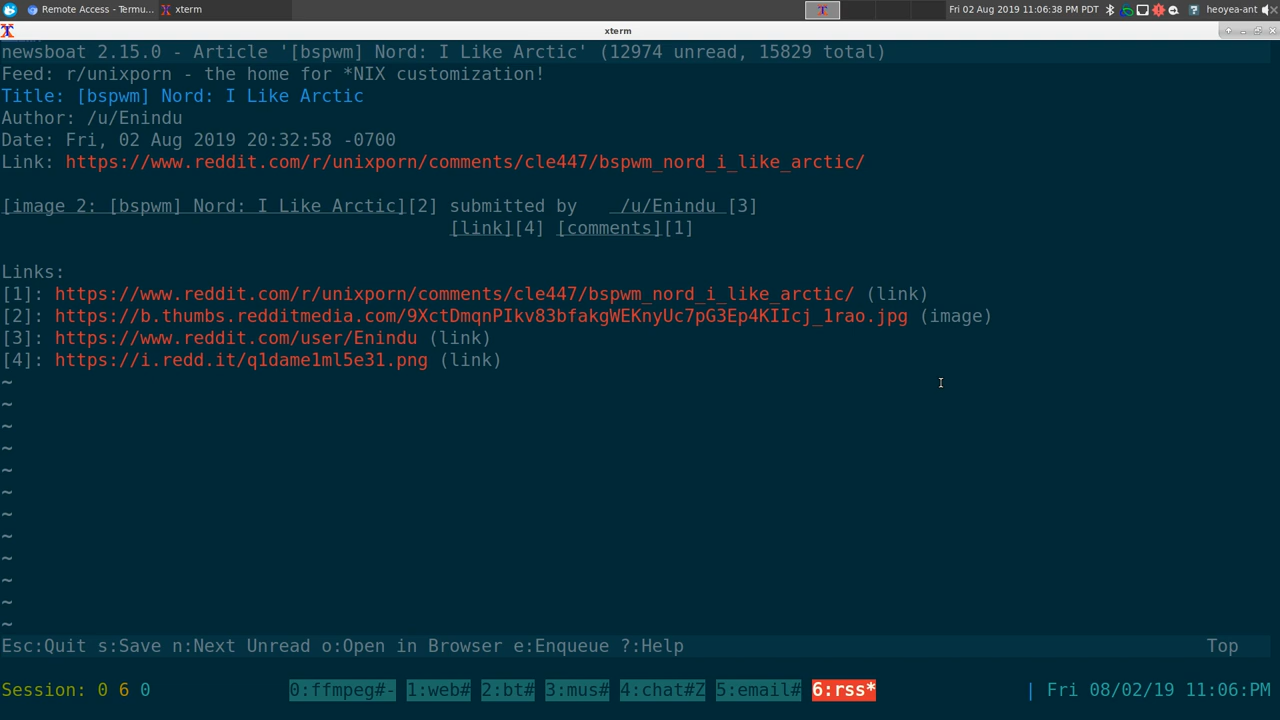 Remote Access - Termu... xterm Fri 02 Aug 2019 11:06:38 PM PDT heoyea-ant
xterm
newsboat 2.15.0 - Article '[bspwm] Nord: I Like Arctic' (12974 unread, 15829 total)
Feed: r/unixporn - the home for *NIX customization!
Title: [bspwm] Nord: I Like Arctic
Author: /u/Enindu
Date: Fri, 02 Aug 2019 20:32:58 -0700
Link: https://www.reddit.com/r/unixporn/comments/cle447/bspwm_nord_i_like_arctic/
[image 2: [bspwm] Nord: I Like Arctic][2] submitted by /u/Enindu [3]
[link][4] [comments][1]
Links:
[1]: https://www.reddit.com/r/unixporn/comments/cle447/bspwm_nord_i_like_arctic/ (link)
[2]: https://b.thumbs.redditmedia.com/9XctDmqnPIkv83bfakgWEKnyUc7pG3Ep4KIIcj_1rao.jpg (image)
[3]: https://www.reddit.com/user/Enindu (link)
[4]: https://i.redd.it/q1dame1ml5e31.png (link)
~
~
~
~
~
~
~
~
~
~
~
~
Esc:Quit s:Save n:Next Unread o:Open in Browser e:Enqueue ?:Help Top
Session: 0 6 0 0:ffmpeg#- 1:web# 2:bt# 3:mus# 4:chat#Z 5:email# 6:rss* | Fri 08/02/19 11:06:PM